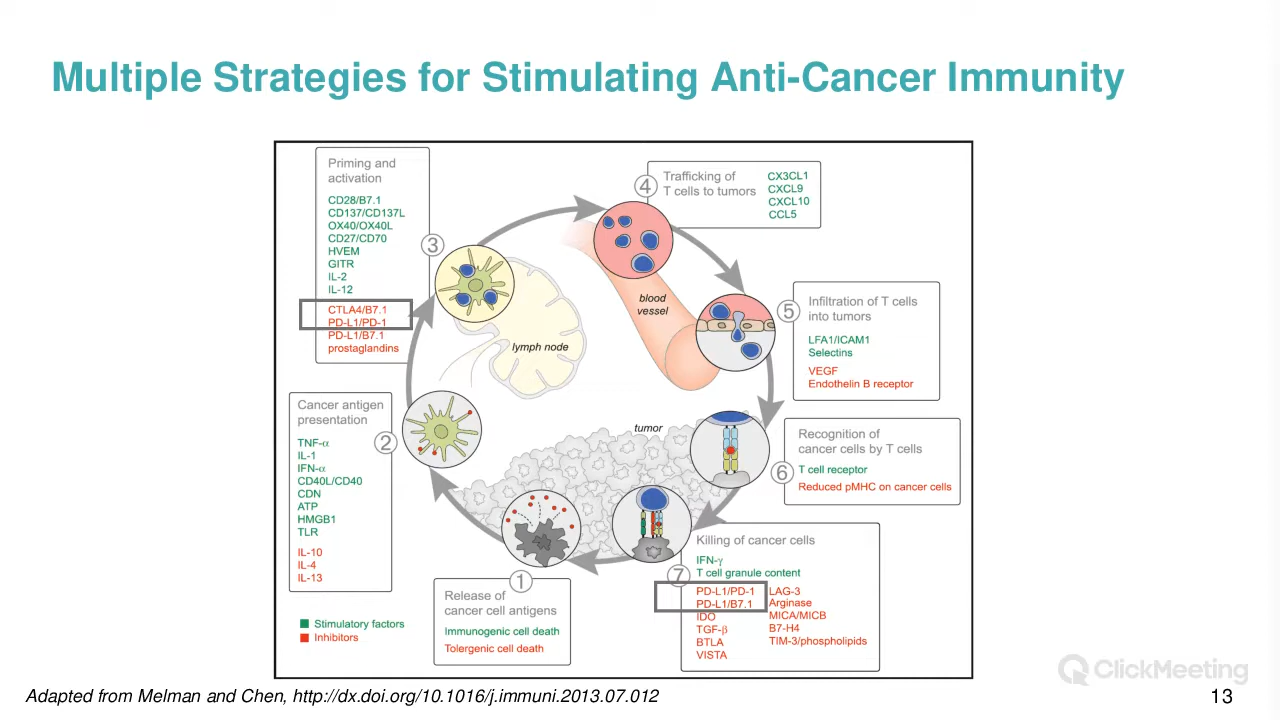 Multiple Strategies for Stimulating Anti-Cancer Immunity
Priming and
activation
CD28/B7.1
CD137/CD137L
OX40/OX40L
CD27/CD70
HVEM
GITR
IL-2
IL-12
CTLA4/B7.1
PD-L1/PD-1
PD-L1/B7.1
prostaglandins
3
4
Trafficking of
T cells to tumors
CX3CL1
CXCL9
CXCL10
CCL5
blood
vessel
lymph node
5
Infiltration of T cells
into tumors
LFA1/ICAM1
Selectins
VEGF
Endothelin B receptor
Cancer antigen
presentation
2
TNF-α
IL-1
IFN-α
CD40L/CD40
CDN
ATP
HMGB1
TLR
IL-10
IL-4
IL-13
tumor
Recognition of
cancer cells by T cells
6
T cell receptor
Reduced pMHC on cancer cells
1
Release of
cancer cell antigens
Immunogenic cell death
Tolergenic cell death
Killing of cancer cells
7
IFN-γ
T cell granule content
PD-L1/PD-1
PD-L1/B7.1
IDO
TGF-β
BTLA
VISTA
LAG-3
Arginase
MICA/MICB
B7-H4
TIM-3/phospholipids
Stimulatory factors
Inhibitors
ClickMeeting
Adapted from Melman and Chen, http://dx.doi.org/10.1016/j.immuni.2013.07.012
13